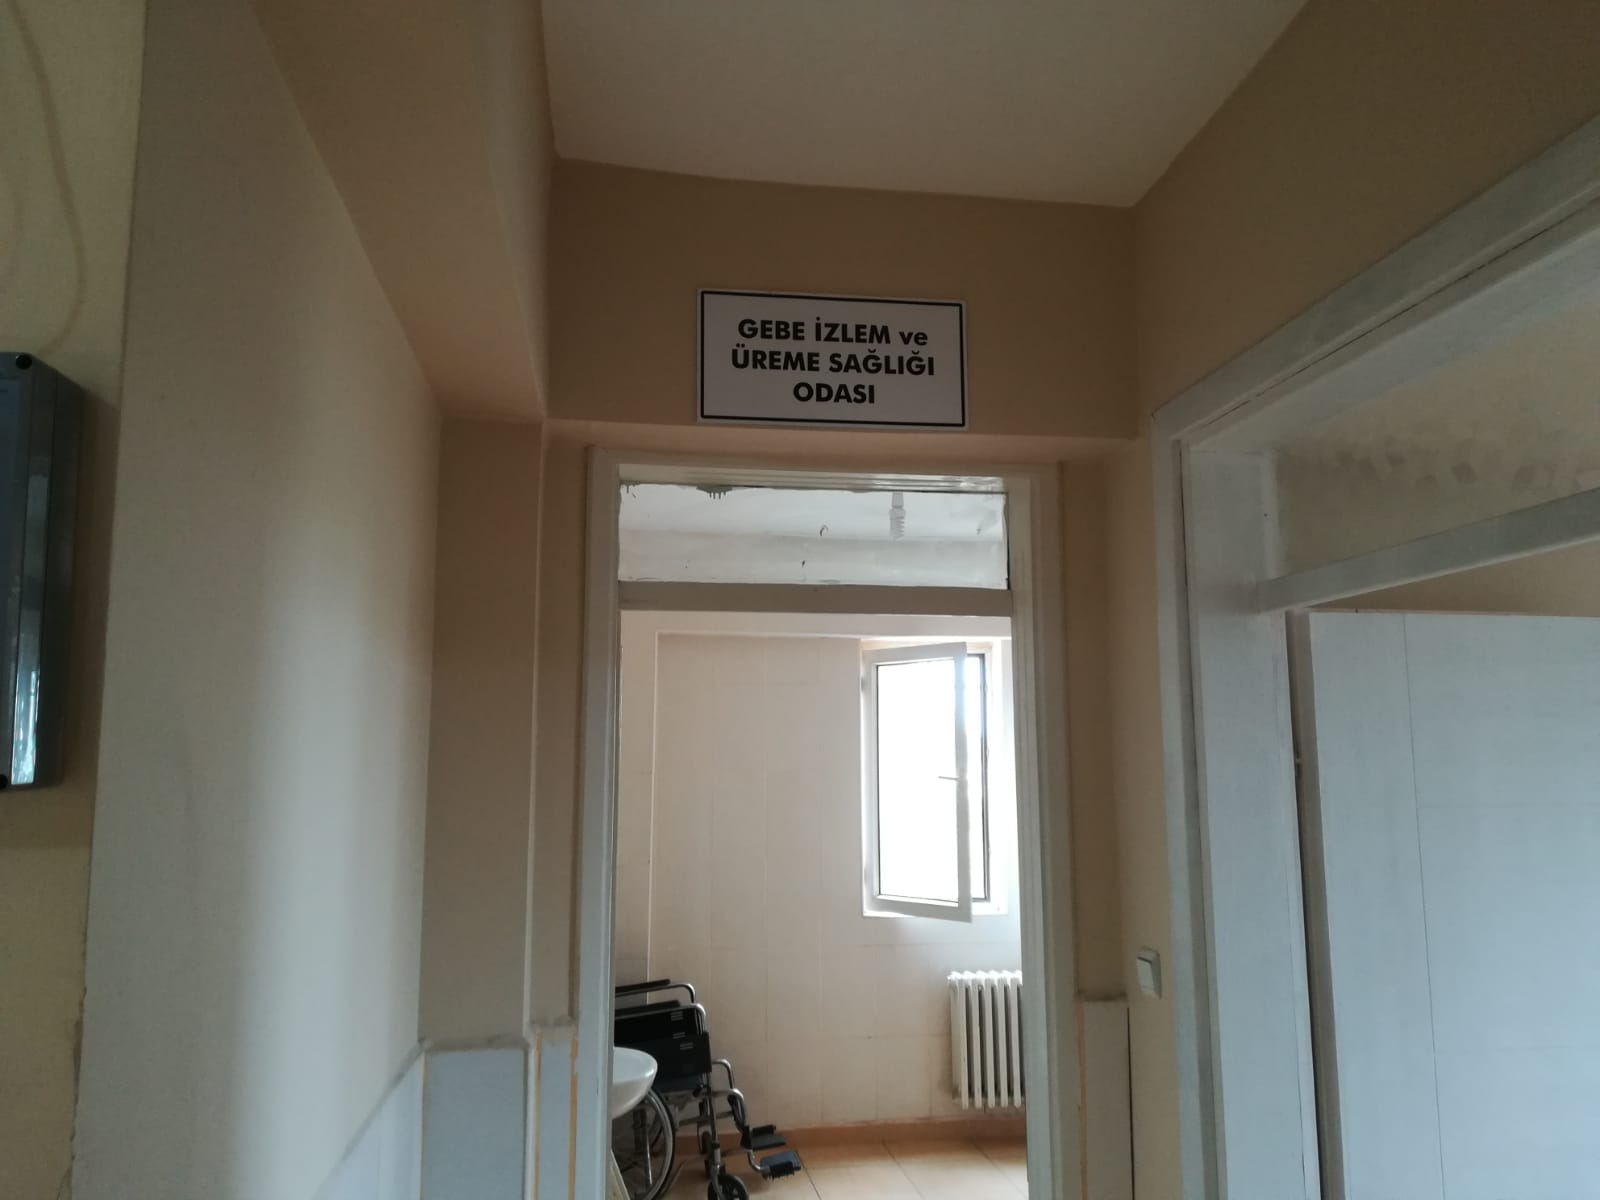 GEBE İZLEM ve
ÜREME SAĞLIĞI
ODASI